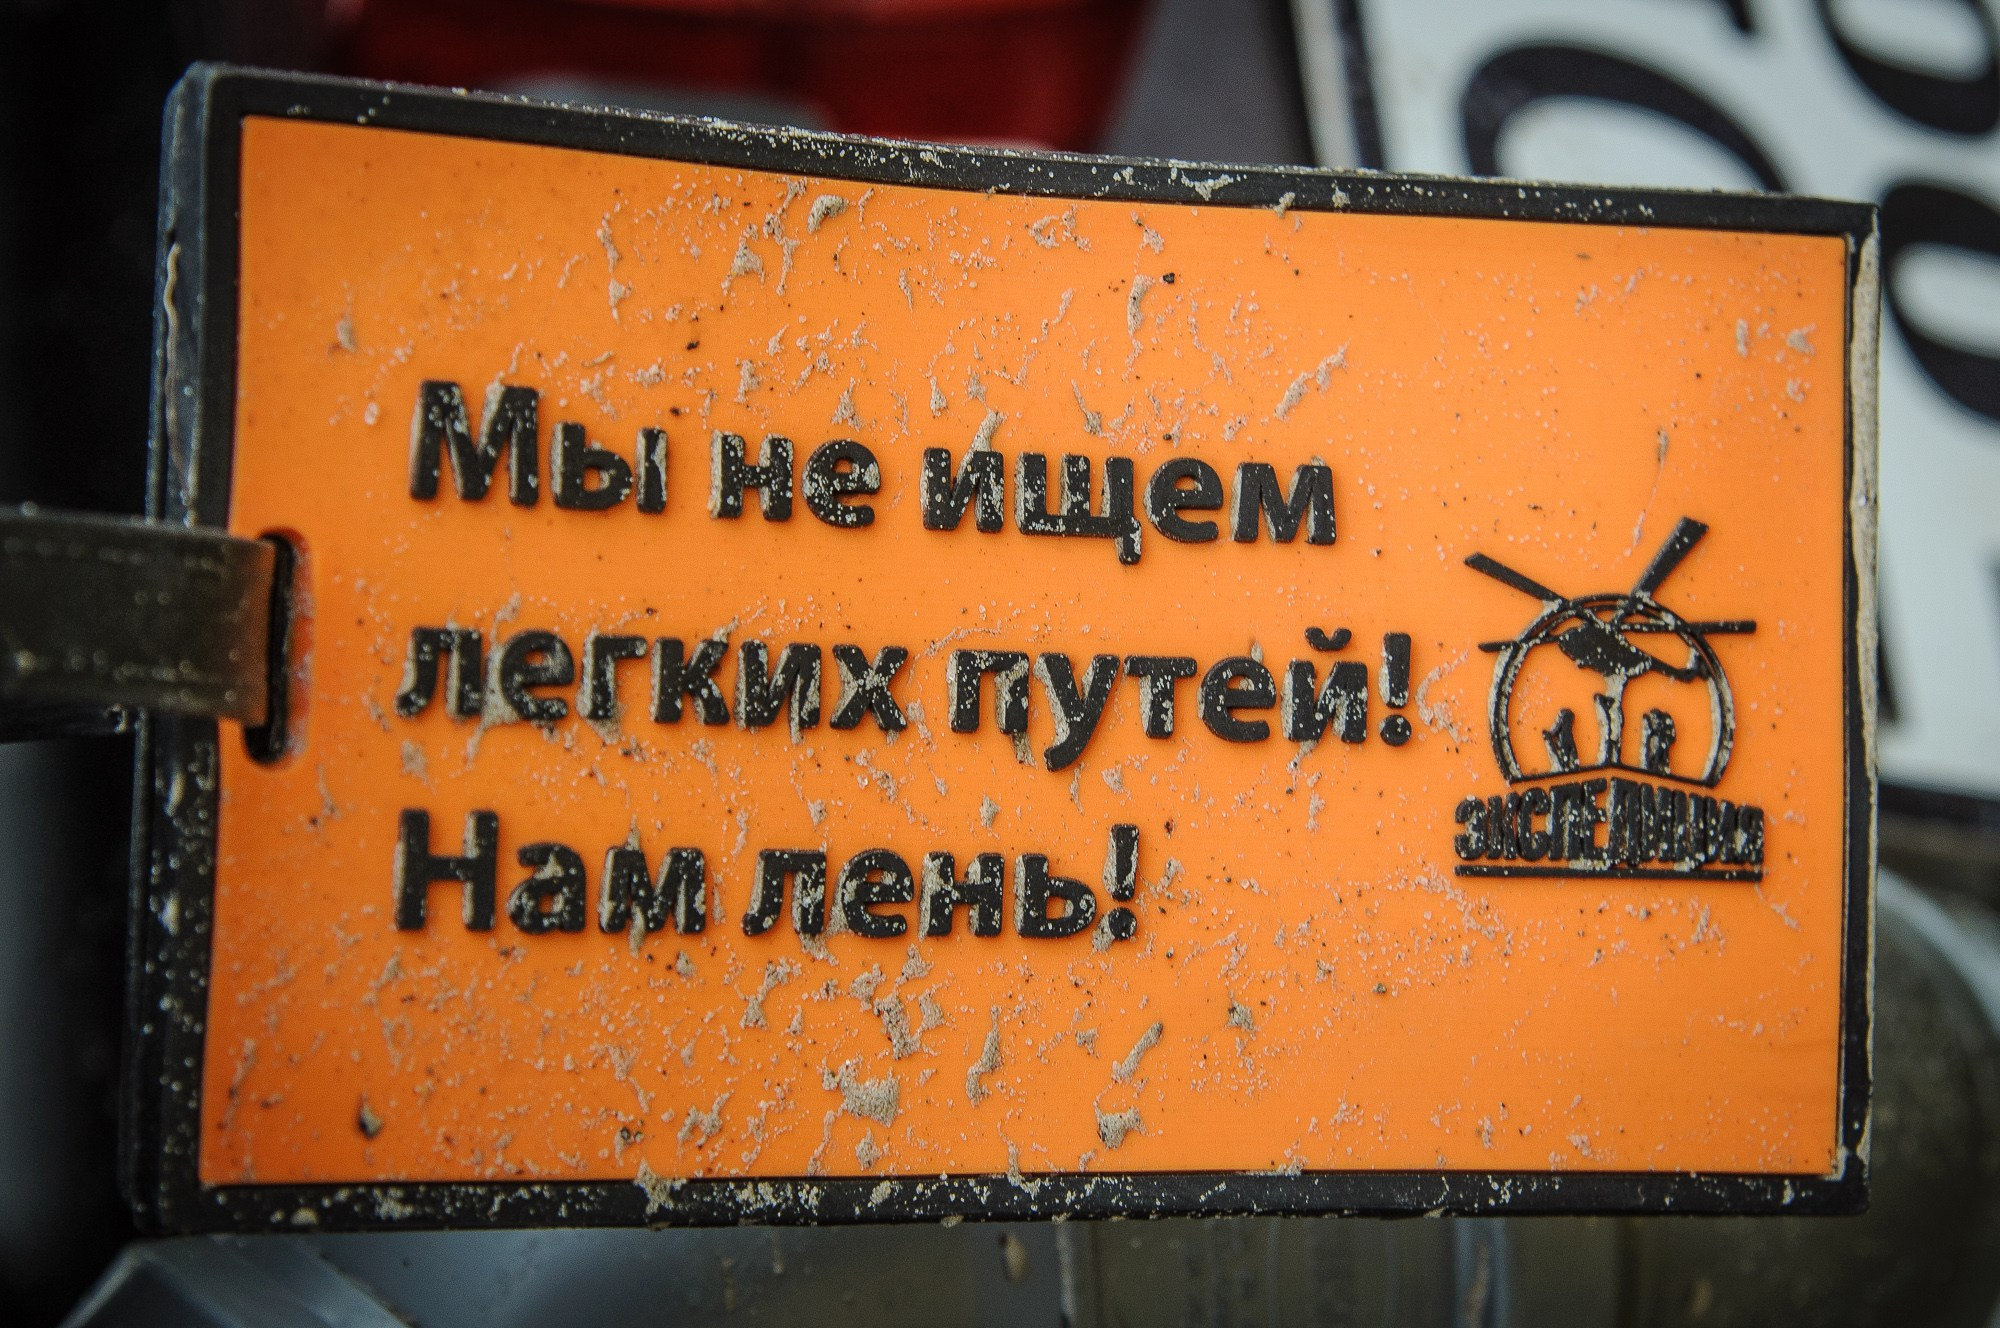 Мы не ищем
легких путей!
Нам лень!
ЭКСПЕДИЦИЯ